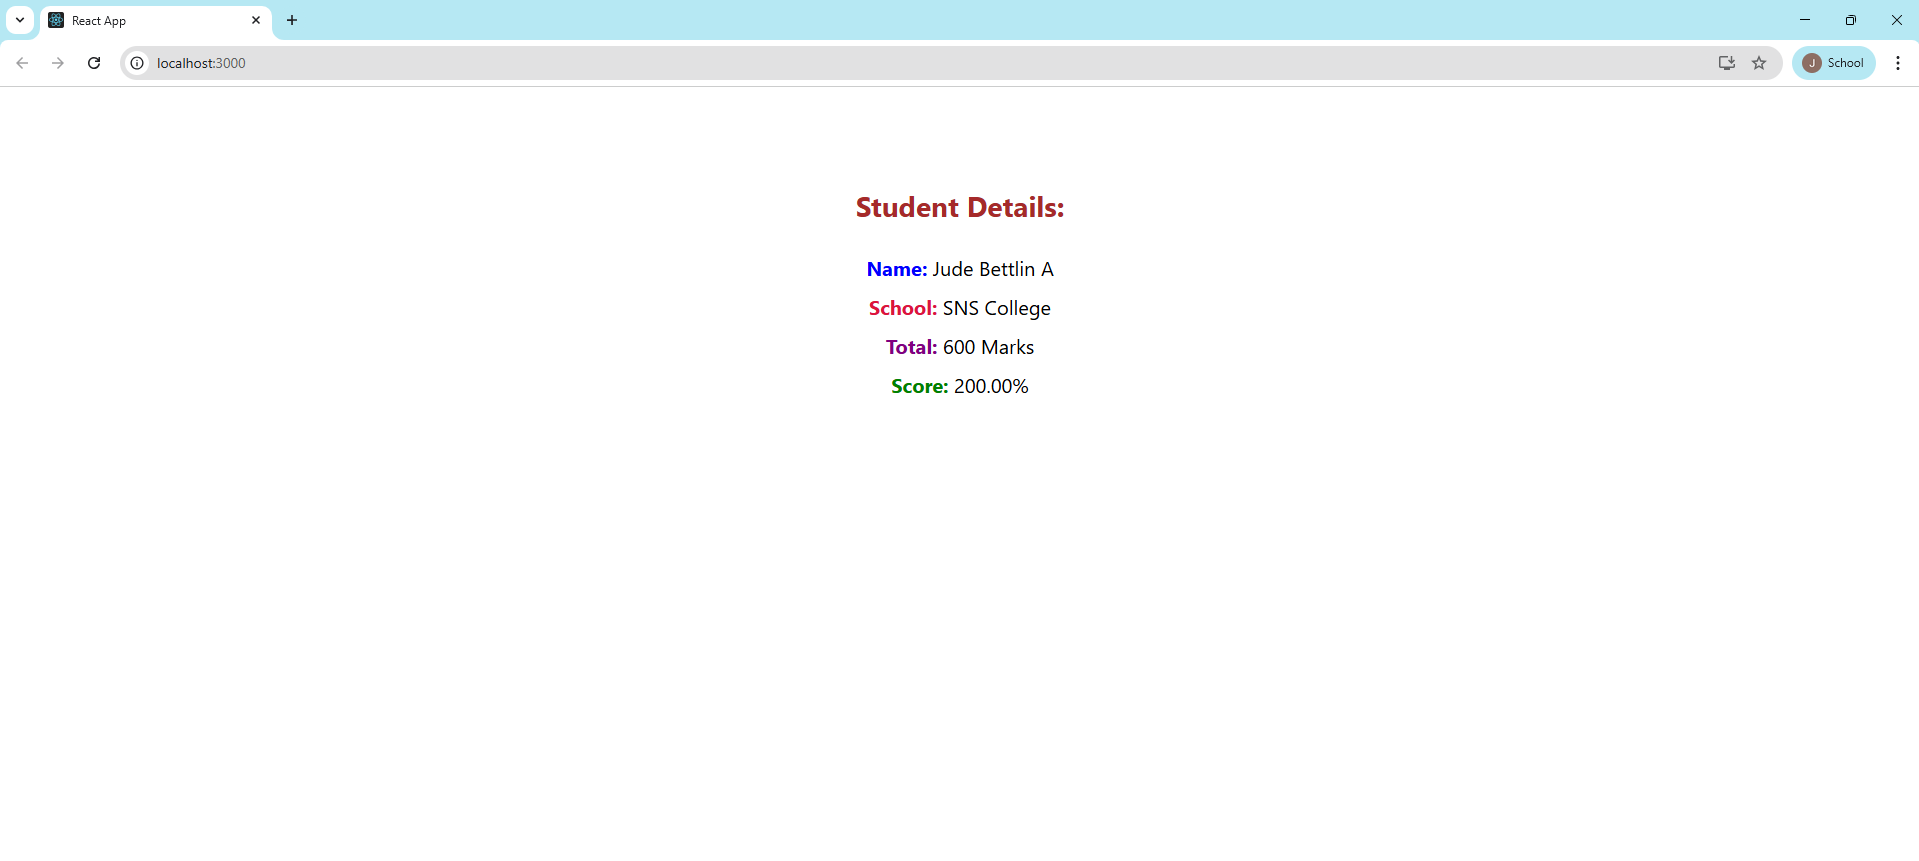 React App
localhost:3000
J School
Student Details:
Name: Jude Bettlin A
School: SNS College
Total: 600 Marks
Score: 200.00%